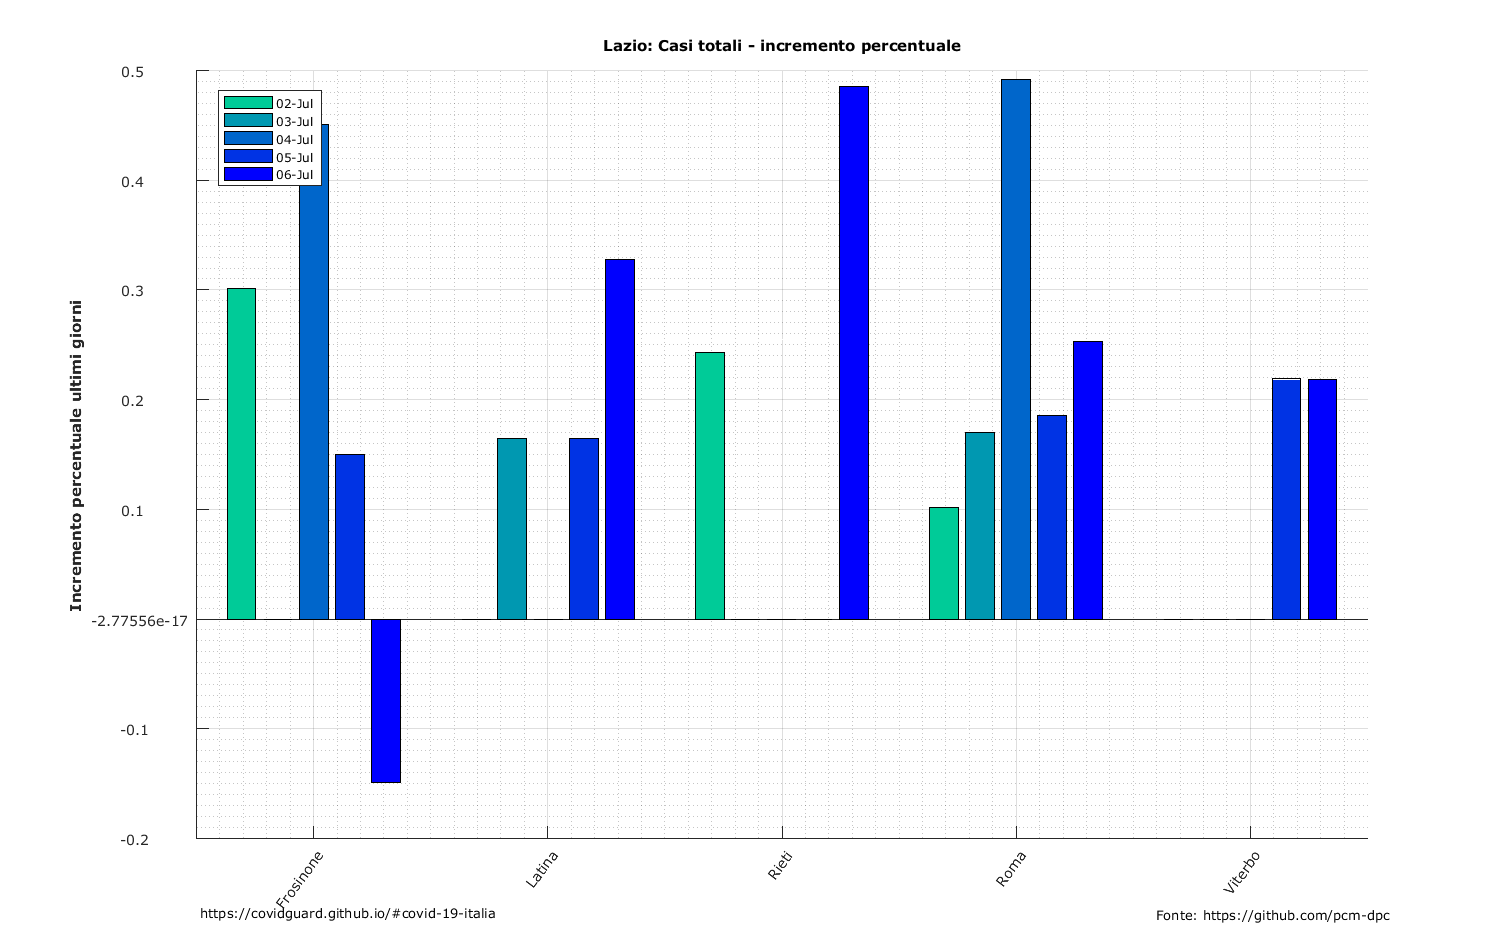 Lazio: Casi totali - incremento percentuale
Incremento percentuale ultimi giorni
0.5
0.4
0.3
0.2
0.1
-2.77556e-17
-0.1
-0.2
02-Jul
03-Jul
04-Jul
05-Jul
06-Jul
Frosinone
Latina
Rieti
Roma
Viterbo
https://covidguard.github.io/#covid-19-italia
Fonte: https://github.com/pcm-dpc